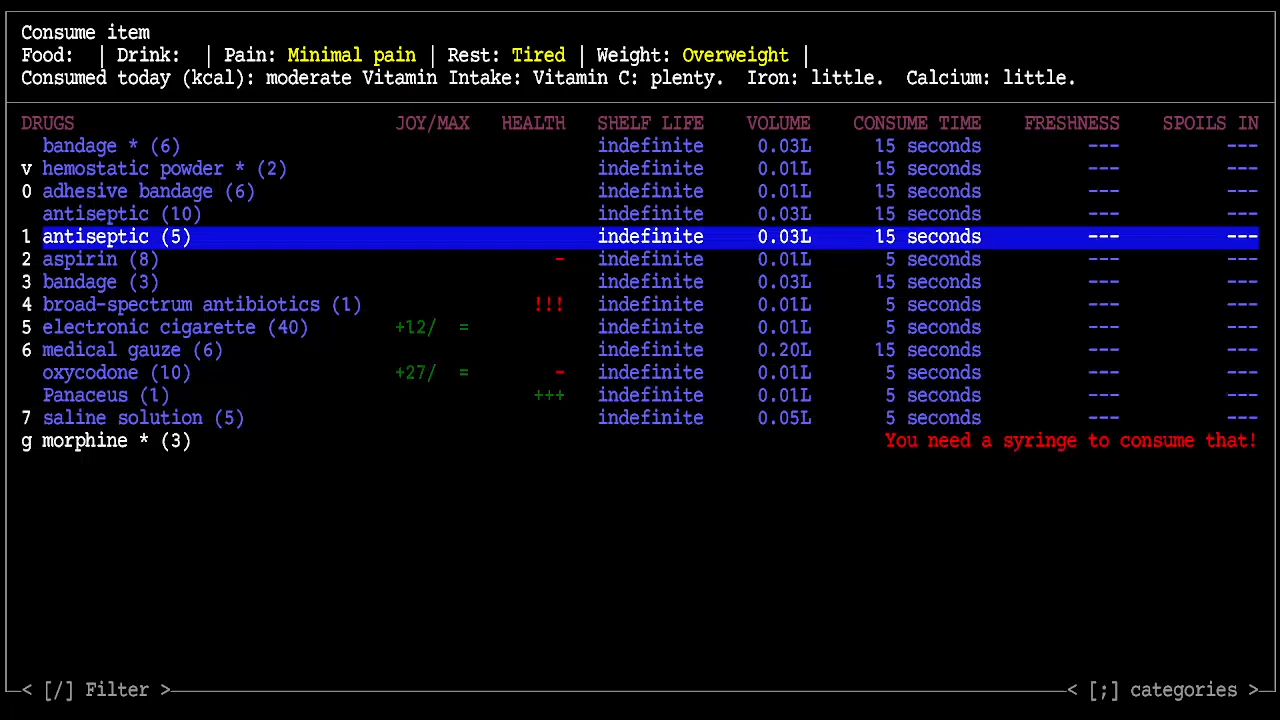 Consume item
Food:  | Drink:  | Pain: Minimal pain | Rest: Tired | Weight: Overweight |
Consumed today (kcal): moderate Vitamin Intake: Vitamin C: plenty.  Iron: little.  Calcium: little.
DRUGS JOY/MAX HEALTH SHELF LIFE VOLUME CONSUME TIME FRESHNESS SPOILS IN
bandage * (6) indefinite 0.03L 15 seconds --- ---
v hemostatic powder * (2) indefinite 0.01L 15 seconds --- ---
0 adhesive bandage (6) indefinite 0.01L 15 seconds --- ---
antiseptic (10) indefinite 0.03L 15 seconds --- ---
1 antiseptic (5) indefinite 0.03L 15 seconds --- ---
2 aspirin (8) - indefinite 0.01L 5 seconds --- ---
3 bandage (3) indefinite 0.03L 15 seconds --- ---
4 broad-spectrum antibiotics (1) !!! indefinite 0.01L 5 seconds --- ---
5 electronic cigarette (40) +12/ = indefinite 0.01L 5 seconds --- ---
6 medical gauze (6) indefinite 0.20L 15 seconds --- ---
oxycodone (10) +27/ = - indefinite 0.01L 5 seconds --- ---
Panaceus (1) +++ indefinite 0.01L 5 seconds --- ---
7 saline solution (5) indefinite 0.05L 5 seconds --- ---
g morphine * (3) You need a syringe to consume that!
< [/] Filter > < [;] categories >